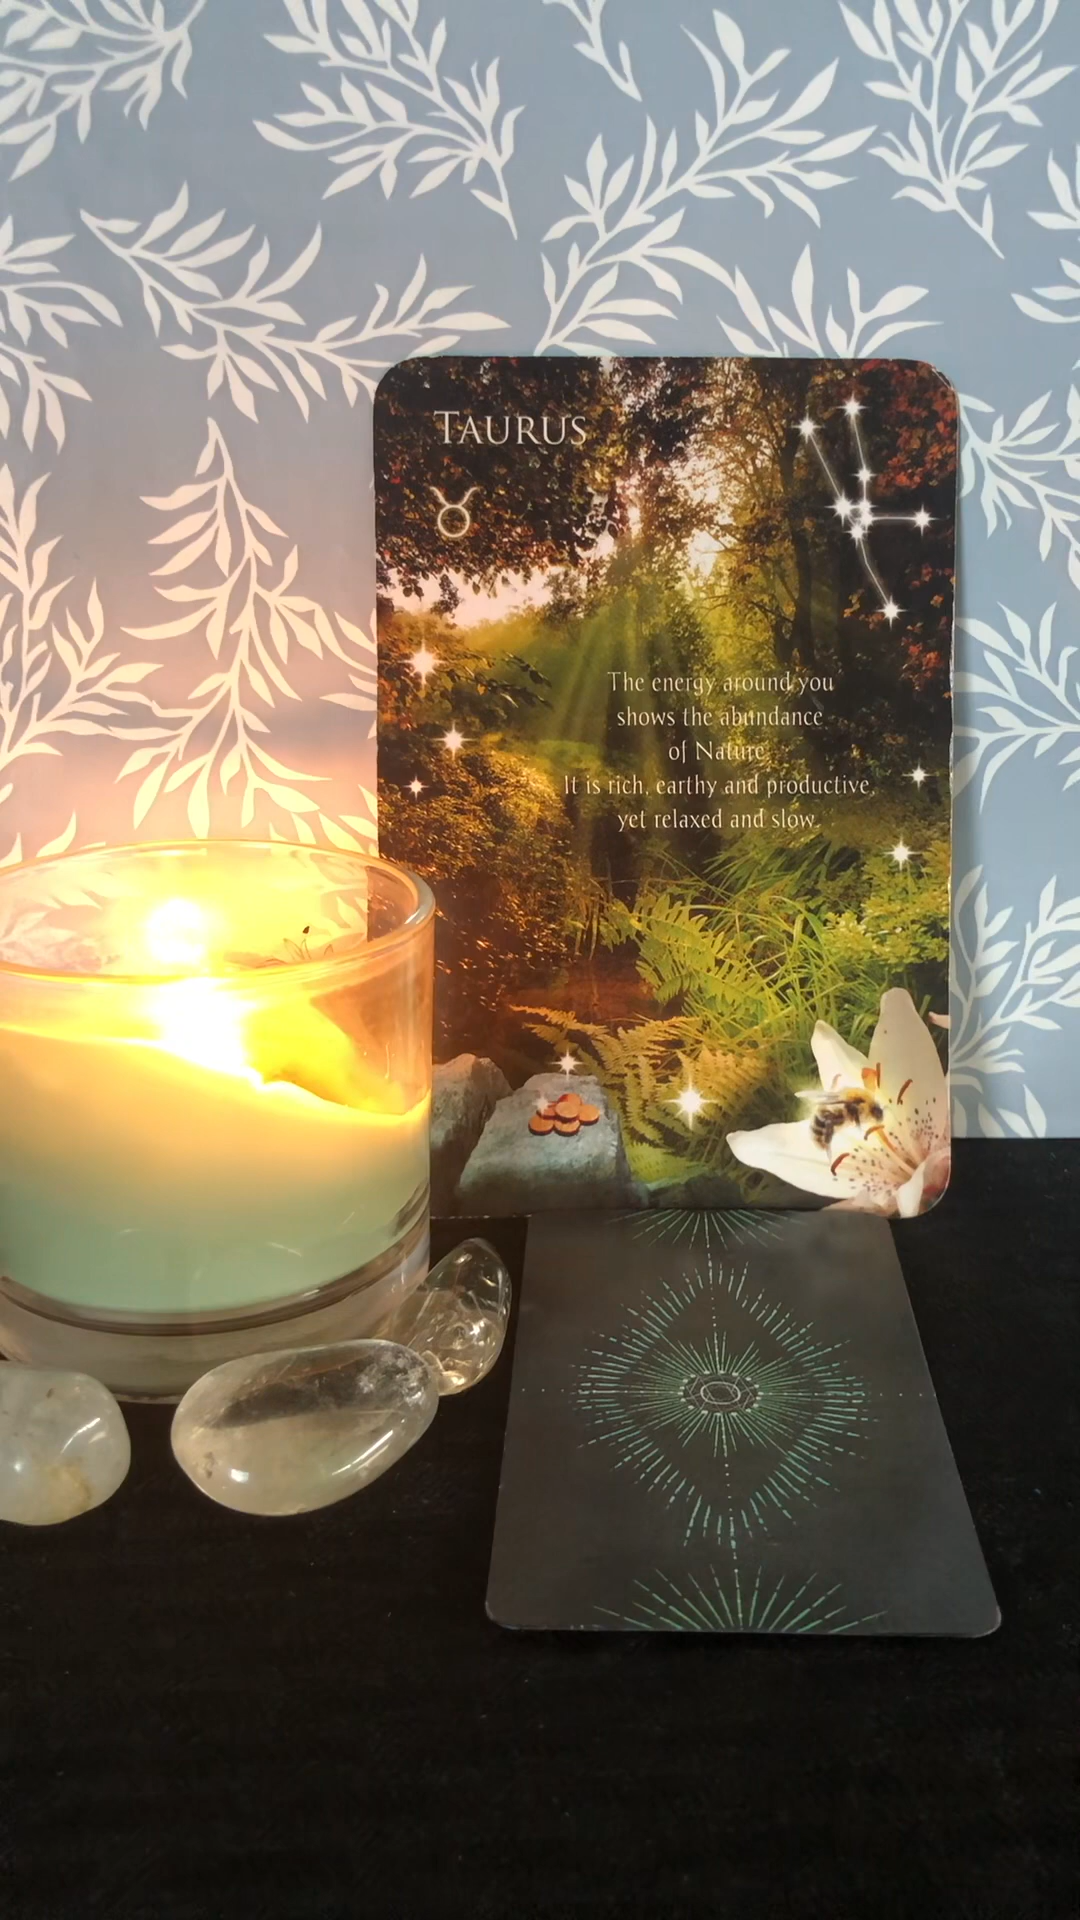 TAURUS
♉
The energy around you
shows the abundance
of Nature
It is rich, earthy and productive,
yet relaxed and slow.